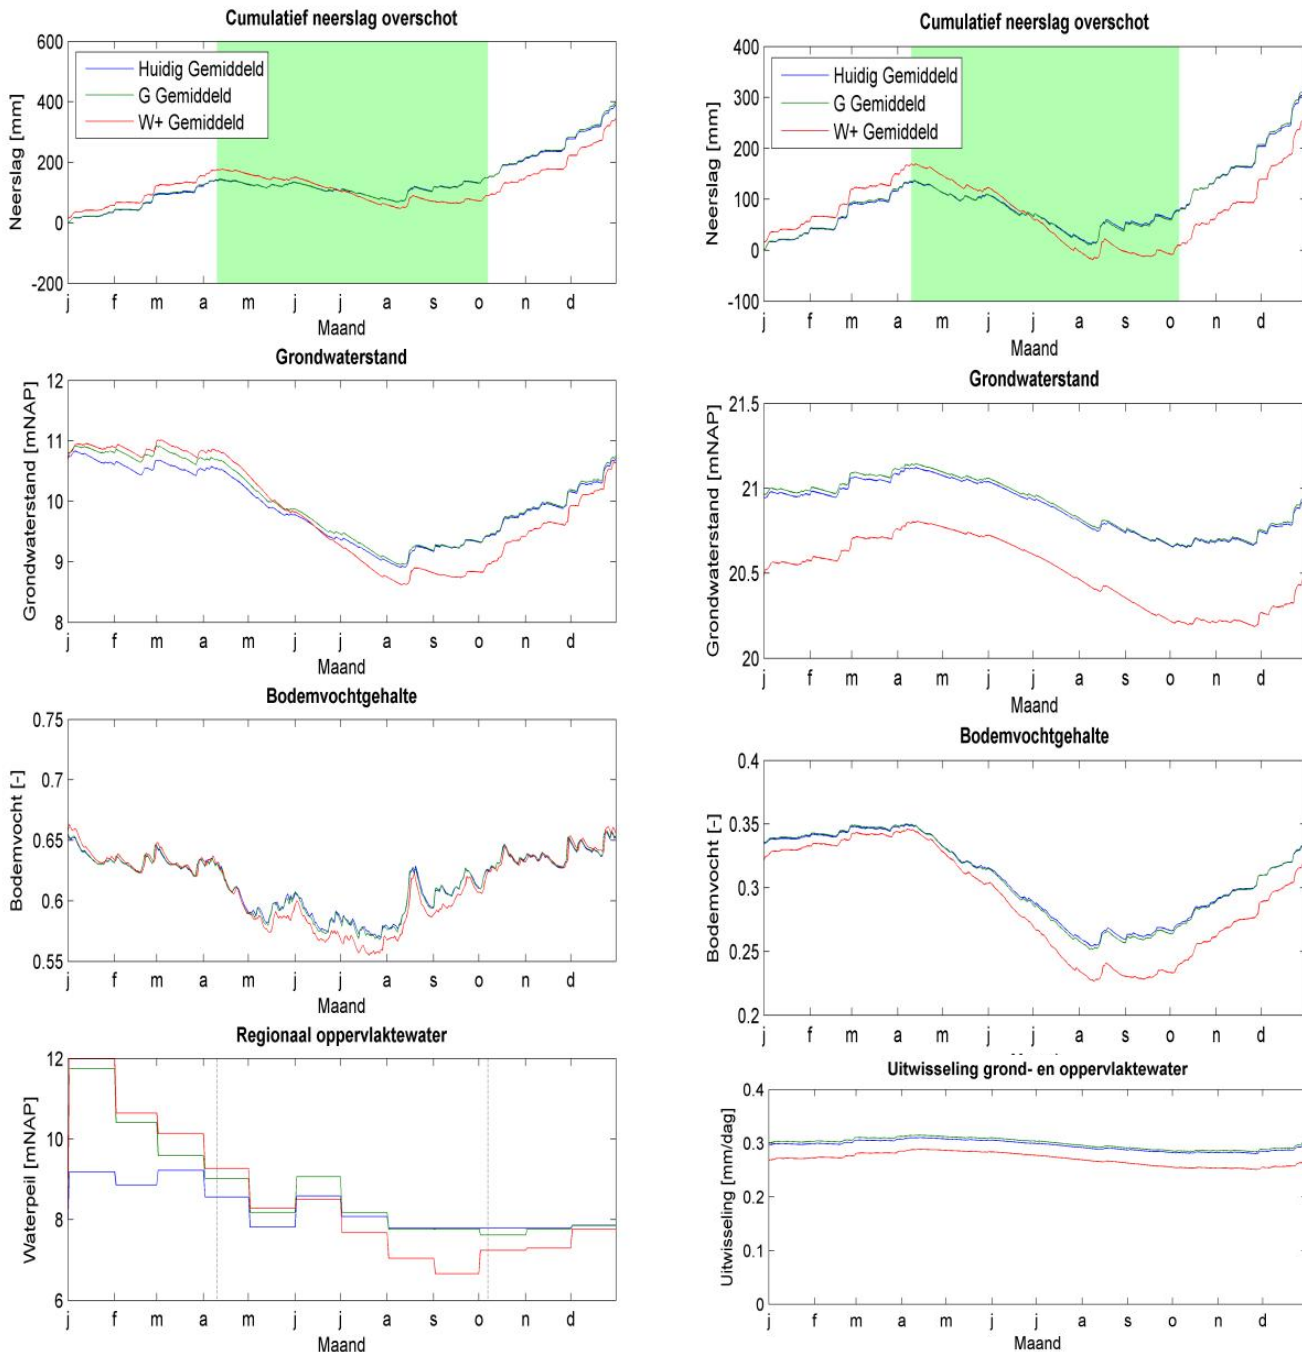 Cumulatief neerslag overschot
600
400
200
0
-200
Neerslag [mm]
Huidig Gemiddeld
G Gemiddeld
W+ Gemiddeld
j f m a m j j a s o n d
Maand
Grondwaterstand
12
11
10
9
8
Grondwaterstand [mNAP]
j f m a m j j a s o n d
Maand
Bodemvochtgehalte
0.75
0.7
0.65
0.6
0.55
Bodemvocht [-]
j f m a m j j a s o n d
Maand
Regionaal oppervlaktewater
12
10
8
6
Waterpeil [mNAP]
j f m a m j j a s o n d
Maand
Cumulatief neerslag overschot
400
300
200
100
0
-100
Neerslag [mm]
Huidig Gemiddeld
G Gemiddeld
W+ Gemiddeld
j f m a m j j a s o n d
Maand
Grondwaterstand
21.5
21
20.5
20
Grondwaterstand [mNAP]
j f m a m j j a s o n d
Maand
Bodemvochtgehalte
0.4
0.35
0.3
0.25
0.2
Bodemvocht [-]
j f m a m j j a s o n d
Maand
Uitwisseling grond- en oppervlaktewater
0.4
0.3
0.2
0.1
0
Uitwisseling [mm/dag]
j f m a m j j a s o n d
Maand